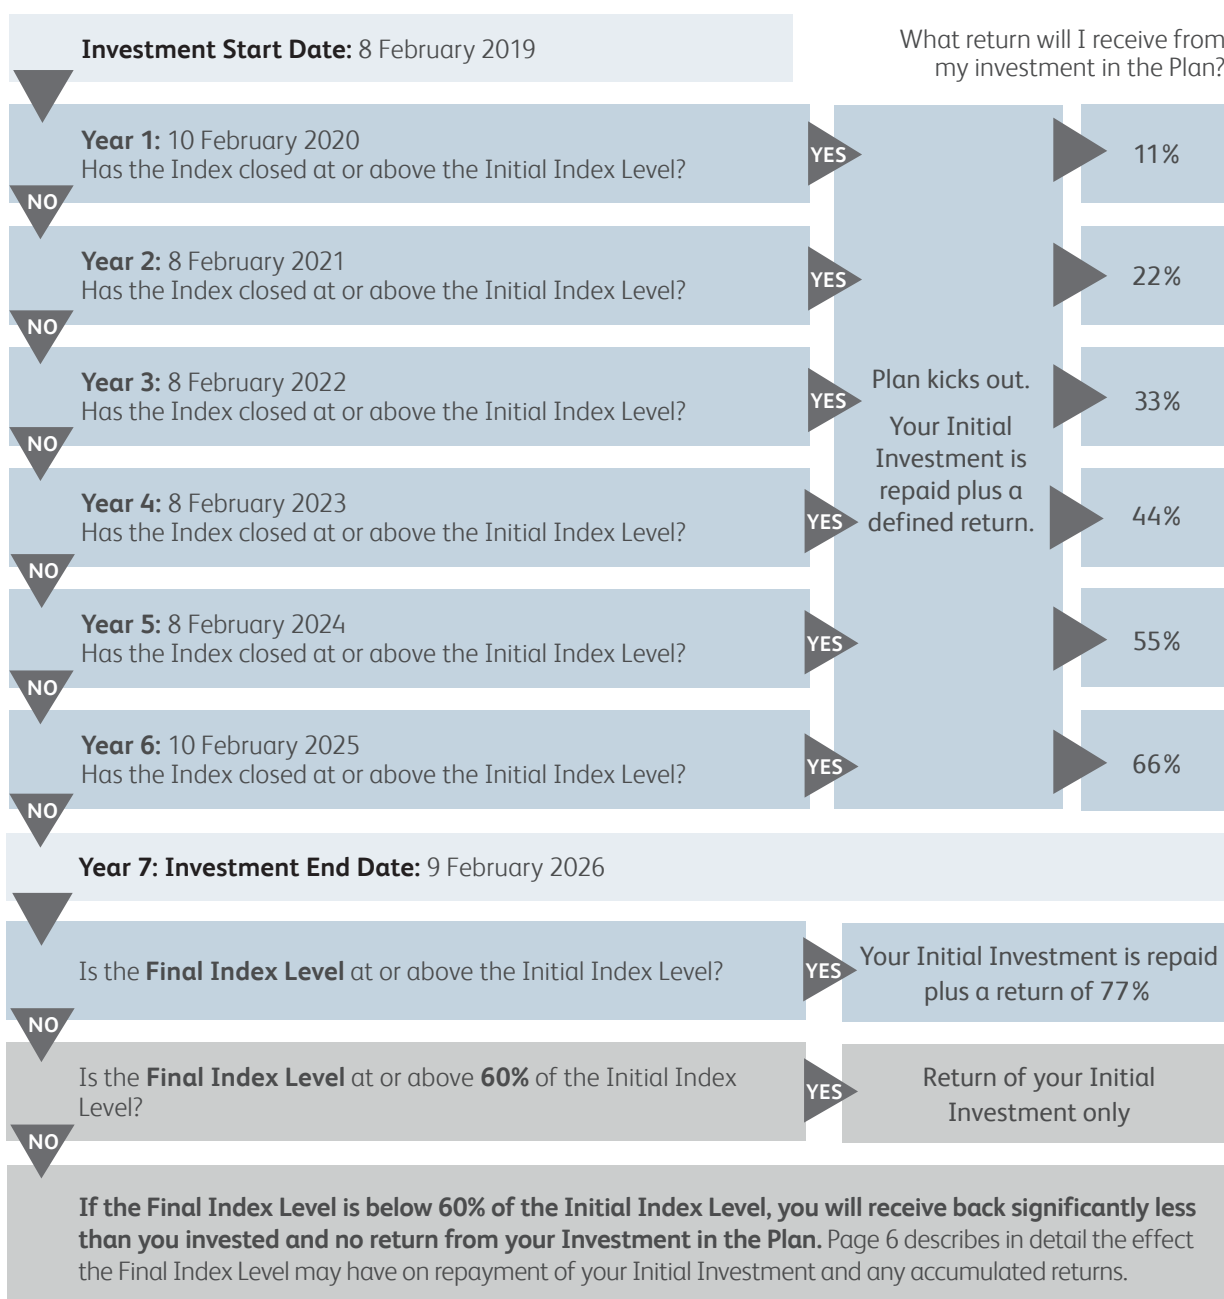 Investment Start Date: 8 February 2019
What return will I receive from
my investment in the Plan?
Year 1: 10 February 2020
Has the Index closed at or above the Initial Index Level?
YES
11%
NO
Year 2: 8 February 2021
Has the Index closed at or above the Initial Index Level?
YES
22%
NO
Year 3: 8 February 2022
Has the Index closed at or above the Initial Index Level?
YES
Plan kicks out.
Your Initial
Investment is
repaid plus a
defined return.
33%
NO
Year 4: 8 February 2023
Has the Index closed at or above the Initial Index Level?
YES
44%
NO
Year 5: 8 February 2024
Has the Index closed at or above the Initial Index Level?
YES
55%
NO
Year 6: 10 February 2025
Has the Index closed at or above the Initial Index Level?
YES
66%
NO
Year 7: Investment End Date: 9 February 2026
Is the Final Index Level at or above the Initial Index Level?
YES
Your Initial Investment is repaid
plus a return of 77%
NO
Is the Final Index Level at or above 60% of the Initial Index
Level?
YES
Return of your Initial
Investment only
NO
If the Final Index Level is below 60% of the Initial Index Level, you will receive back significantly less
than you invested and no return from your Investment in the Plan. Page 6 describes in detail the effect
the Final Index Level may have on repayment of your Initial Investment and any accumulated returns.